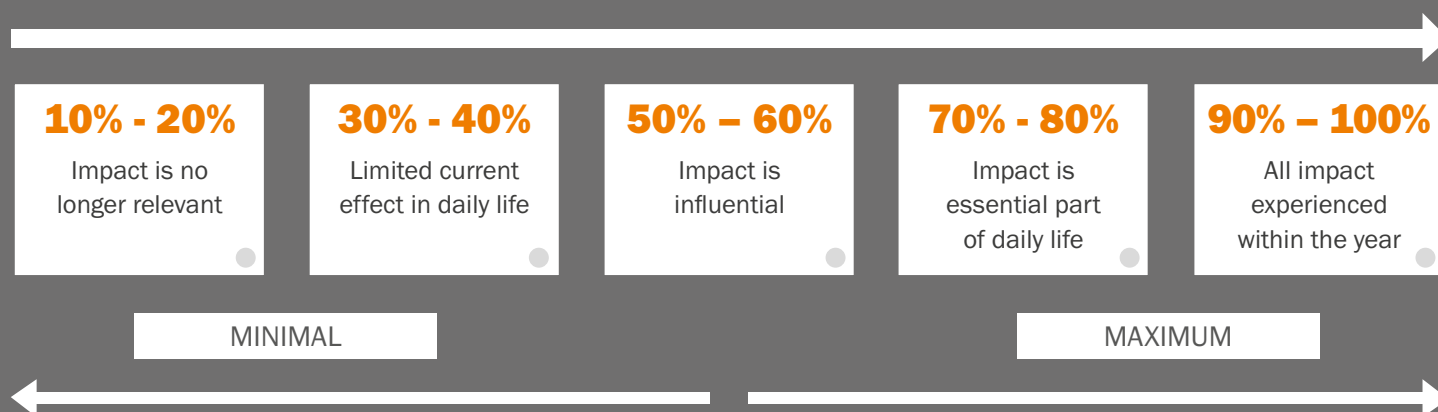 10% - 20%
Impact is no
longer relevant
30% - 40%
Limited current
effect in daily life
50% – 60%
Impact is
influential
70% - 80%
Impact is
essential part
of daily life
90% – 100%
All impact
experienced
within the year
MINIMAL
MAXIMUM